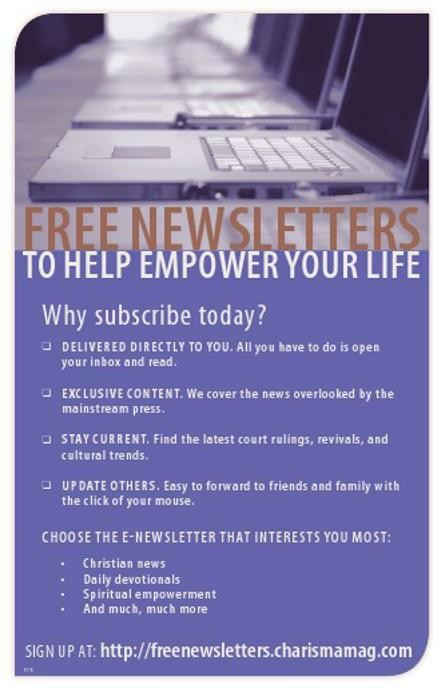 FREE NEWSLETTERS
TO HELP EMPOWER YOUR LIFE
Why subscribe today?
❏ DELIVERED DIRECTLY TO YOU. All you have to do is open
your inbox and read.
❏ EXCLUSIVE CONTENT. We cover the news overlooked by the
mainstream press.
❏ STAY CURRENT. Find the latest court rulings, revivals, and
cultural trends.
❏ UPDATE OTHERS. Easy to forward to friends and family with
the click of your mouse.
CHOOSE THE E-NEWSLETTER THAT INTERESTS YOU MOST:
• Christian news
• Daily devotionals
• Spiritual empowerment
• And much, much more
SIGN UP AT: http://freenewsletters.charismamag.com